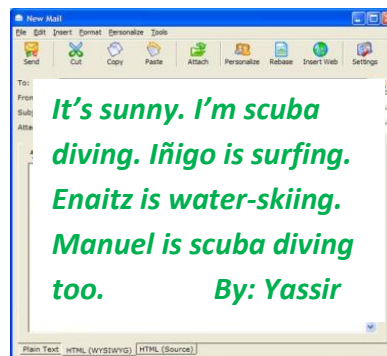 New Mail
File Edit Insert Format Personalize Tools
Send Cut Copy Paste Attach Personalize Rebase Insert Web Settings
To:
From
Subj
Atta
It's sunny. I'm scuba
diving. Iñigo is surfing.
Enaitz is water-skiing.
Manuel is scuba diving
too. By: Yassir
Plain Text HTML (WYSIWYG) HTML (Source)